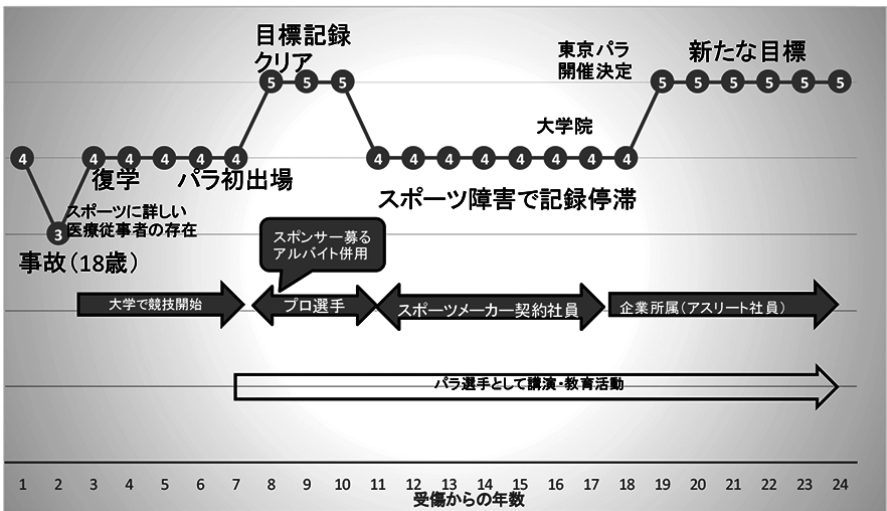 目標記録
クリア
東京パラ
開催決定
新たな目標
5 5 5 5 5 5 5 5 5
大学院
4 4 4 4 4 4 4 4 4 4 4 4 4 4
復学
パラ初出場
スポーツ障害で記録停滞
スポーツに詳しい
医療従事者の存在
3
事故(18歳)
スポンサー募る
アルバイト併用
大学で競技開始
プロ選手
スポーツメーカー契約社員
企業所属(アスリート社員)
パラ選手として講演・教育活動
1 2 3 4 5 6 7 8 9 10 11 12 13 14 15 16 17 18 19 20 21 22 23 24
受傷からの年数